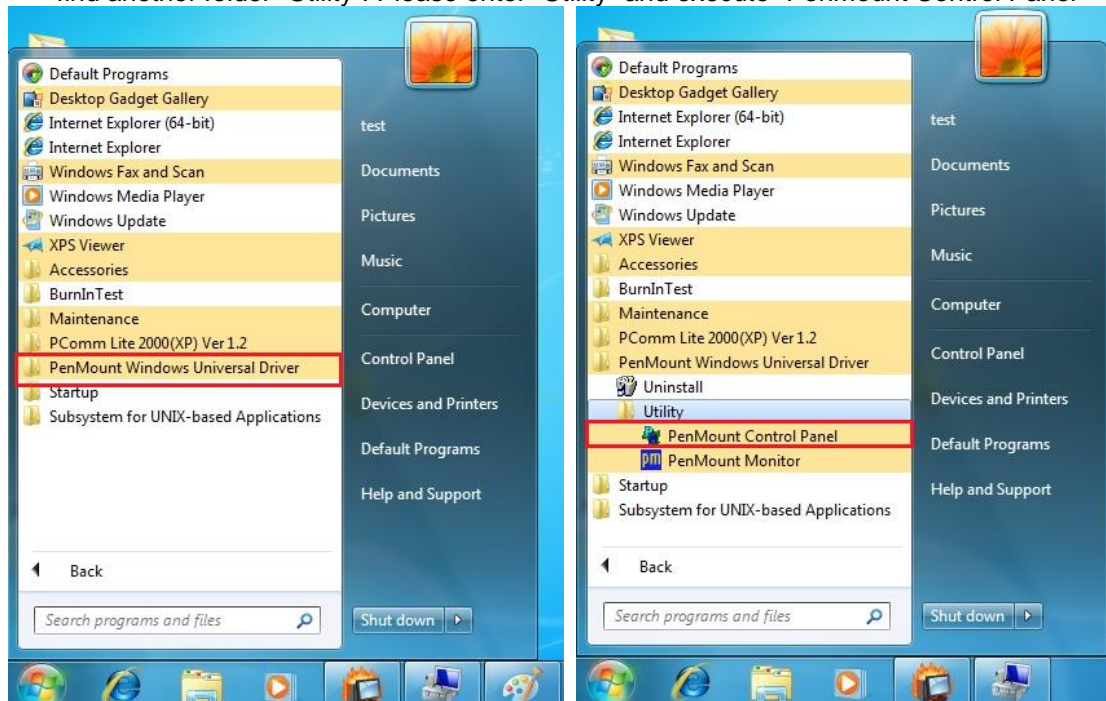 find another folder "Utility". Please enter "Utility" and execute "Penmount Control Panel"
Default Programs
Desktop Gadget Gallery
Internet Explorer (64-bit)
Internet Explorer
Windows Fax and Scan
Windows Media Player
Windows Update
XPS Viewer
Accessories
BurnInTest
Maintenance
PComm Lite 2000(XP) Ver 1.2
PenMount Windows Universal Driver
Startup
Subsystem for UNIX-based Applications
Back
Search programs and files
test
Documents
Pictures
Music
Computer
Control Panel
Devices and Printers
Default Programs
Help and Support
Shut down
Default Programs
Desktop Gadget Gallery
Internet Explorer (64-bit)
Internet Explorer
Windows Fax and Scan
Windows Media Player
Windows Update
XPS Viewer
Accessories
BurnInTest
Maintenance
PComm Lite 2000(XP) Ver 1.2
PenMount Windows Universal Driver
Uninstall
Utility
PenMount Control Panel
pm PenMount Monitor
Startup
Subsystem for UNIX-based Applications
Back
Search programs and files
test
Documents
Pictures
Music
Computer
Control Panel
Devices and Printers
Default Programs
Help and Support
Shut down